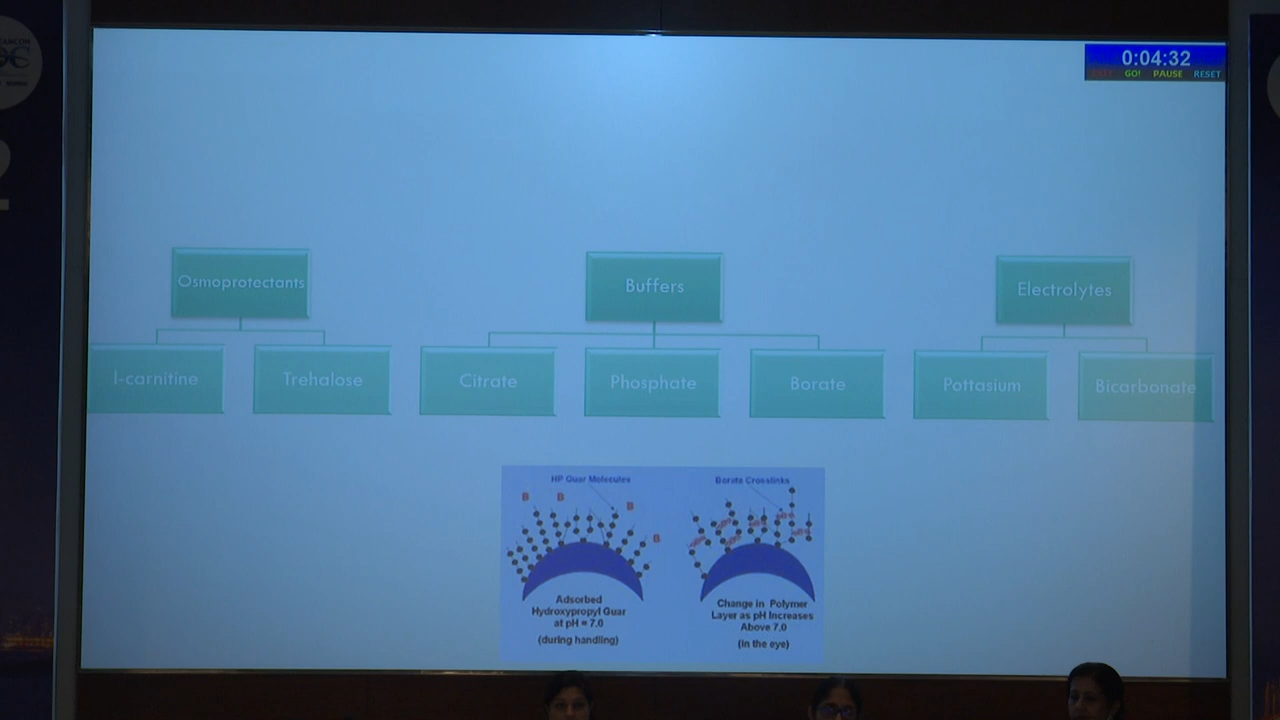 0:04:32
EXIT GO! PAUSE RESET
Osmoprotectants
Buffers
Electrolytes
l-carnitine
Trehalose
Citrate
Phosphate
Borate
Pottasium
Bicarbonate
HP Guar Molecules
Borate Crosslinks
B B B B
Adsorbed
Hydroxypropyl Guar
at pH = 7.0
(during handling)
Change in Polymer
Layer as pH Increases
Above 7.0
(in the eye)
2